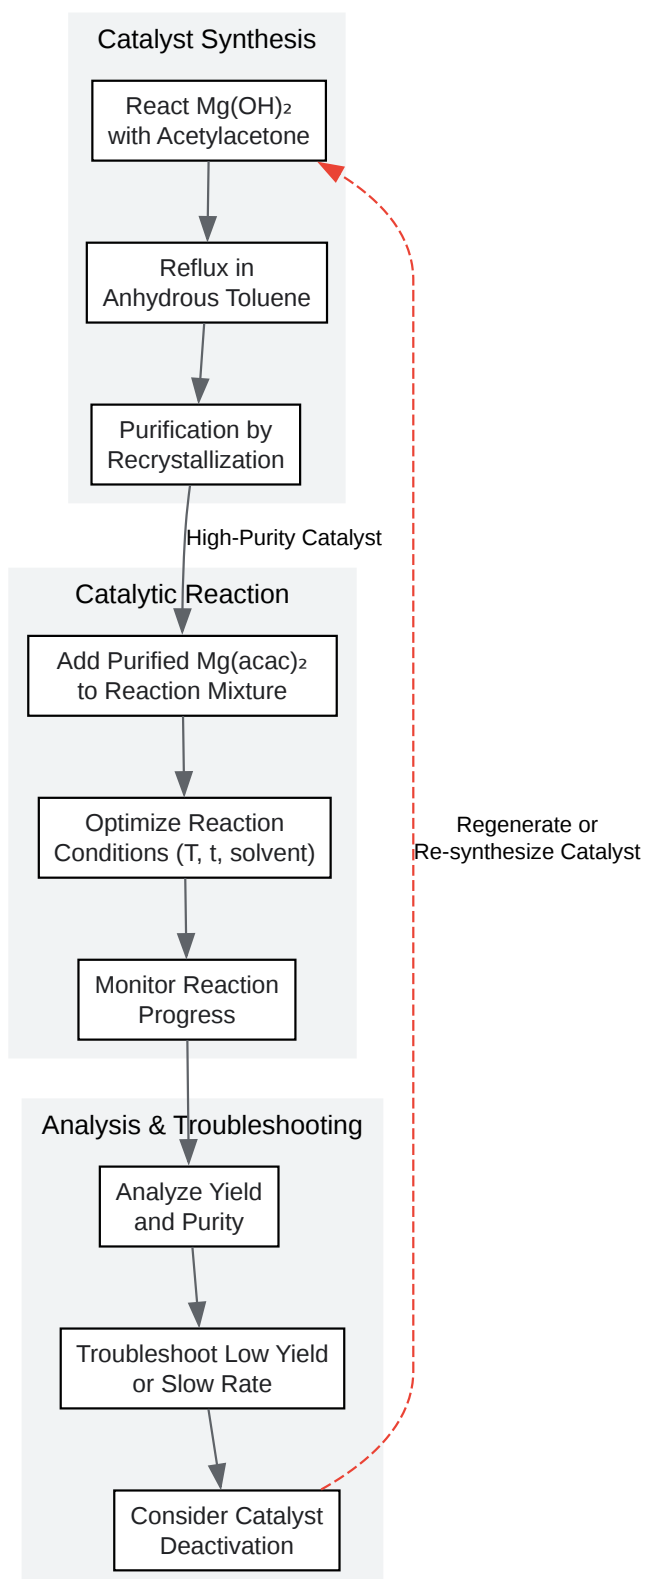 Catalyst Synthesis
React Mg(OH)₂
with Acetylacetone
Reflux in
Anhydrous Toluene
Purification by
Recrystallization
High-Purity Catalyst
Catalytic Reaction
Add Purified Mg(acac)₂
to Reaction Mixture
Optimize Reaction
Conditions (T, t, solvent)
Regenerate or
Re-synthesize Catalyst
Monitor Reaction
Progress
Analysis & Troubleshooting
Analyze Yield
and Purity
Troubleshoot Low Yield
or Slow Rate
Consider Catalyst
Deactivation